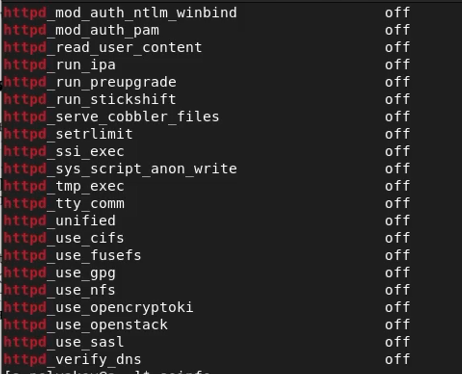 httpd_mod_auth_ntlm_winbind off
httpd_mod_auth_pam off
httpd_read_user_content off
httpd_run_ipa off
httpd_run_preupgrade off
httpd_run_stickshift off
httpd_serve_cobbler_files off
httpd_setrlimit off
httpd_ssi_exec off
httpd_sys_script_anon_write off
httpd_tmp_exec off
httpd_tty_comm off
httpd_unified off
httpd_use_cifs off
httpd_use_fusefs off
httpd_use_gpg off
httpd_use_nfs off
httpd_use_opencryptoki off
httpd_use_openstack off
httpd_use_sasl off
httpd_verify_dns off